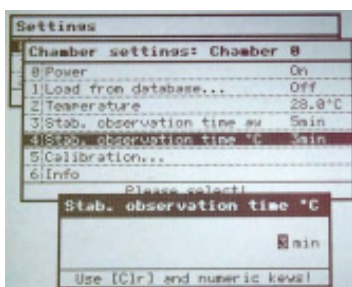 Settings
Chamber settings: Chamber 0
0 Power On
1 Load from database... Off
2 Temperature 28.0°C
3 Stab. observation time aw 5min
4 Stab. observation time °C 3min
5 Calibration...
6 Info
Please select!
Stab. observation time °C
3 min
Use [Clr] and numeric keys!